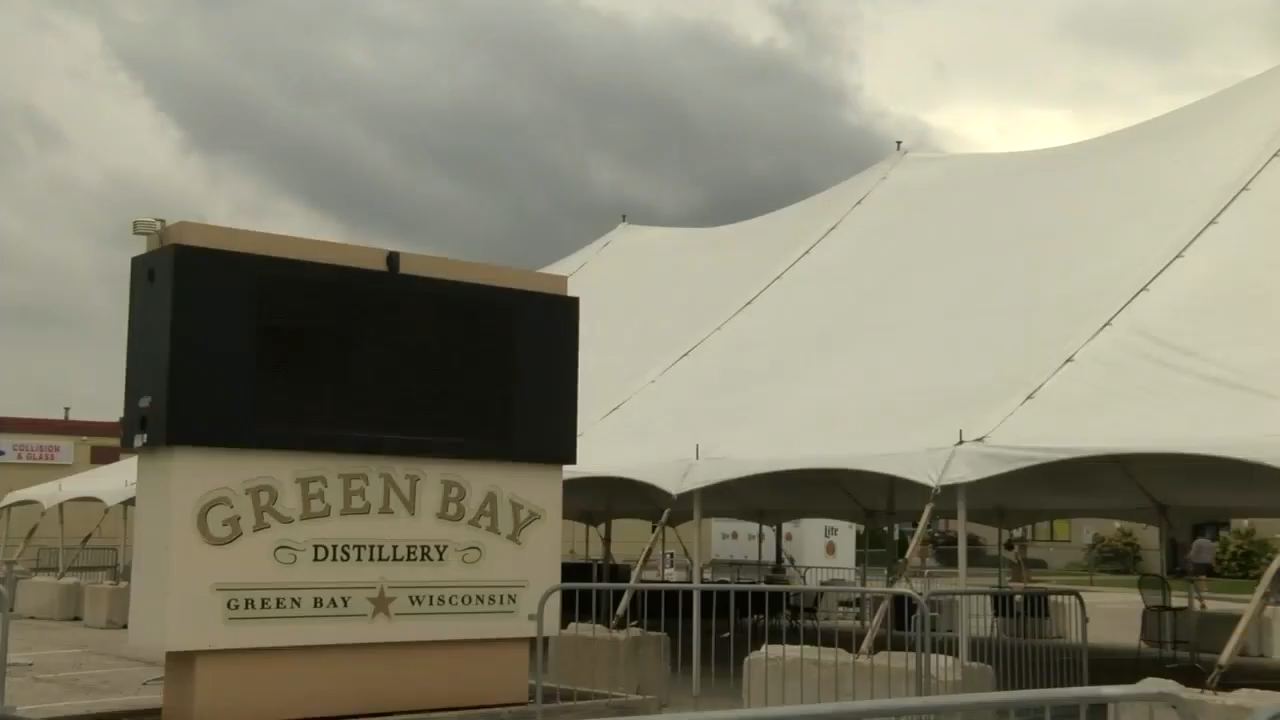 COLLISION
& GLASS
GREEN BAY
DISTILLERY
GREEN BAY WISCONSIN
Lite